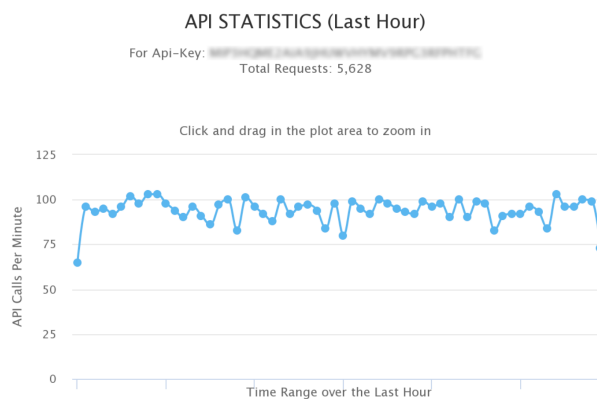 API STATISTICS (Last Hour)
For Api-Key:
Total Requests: 5,628
Click and drag in the plot area to zoom in
125
100
75
50
25
0
API Calls Per Minute
Time Range over the Last Hour